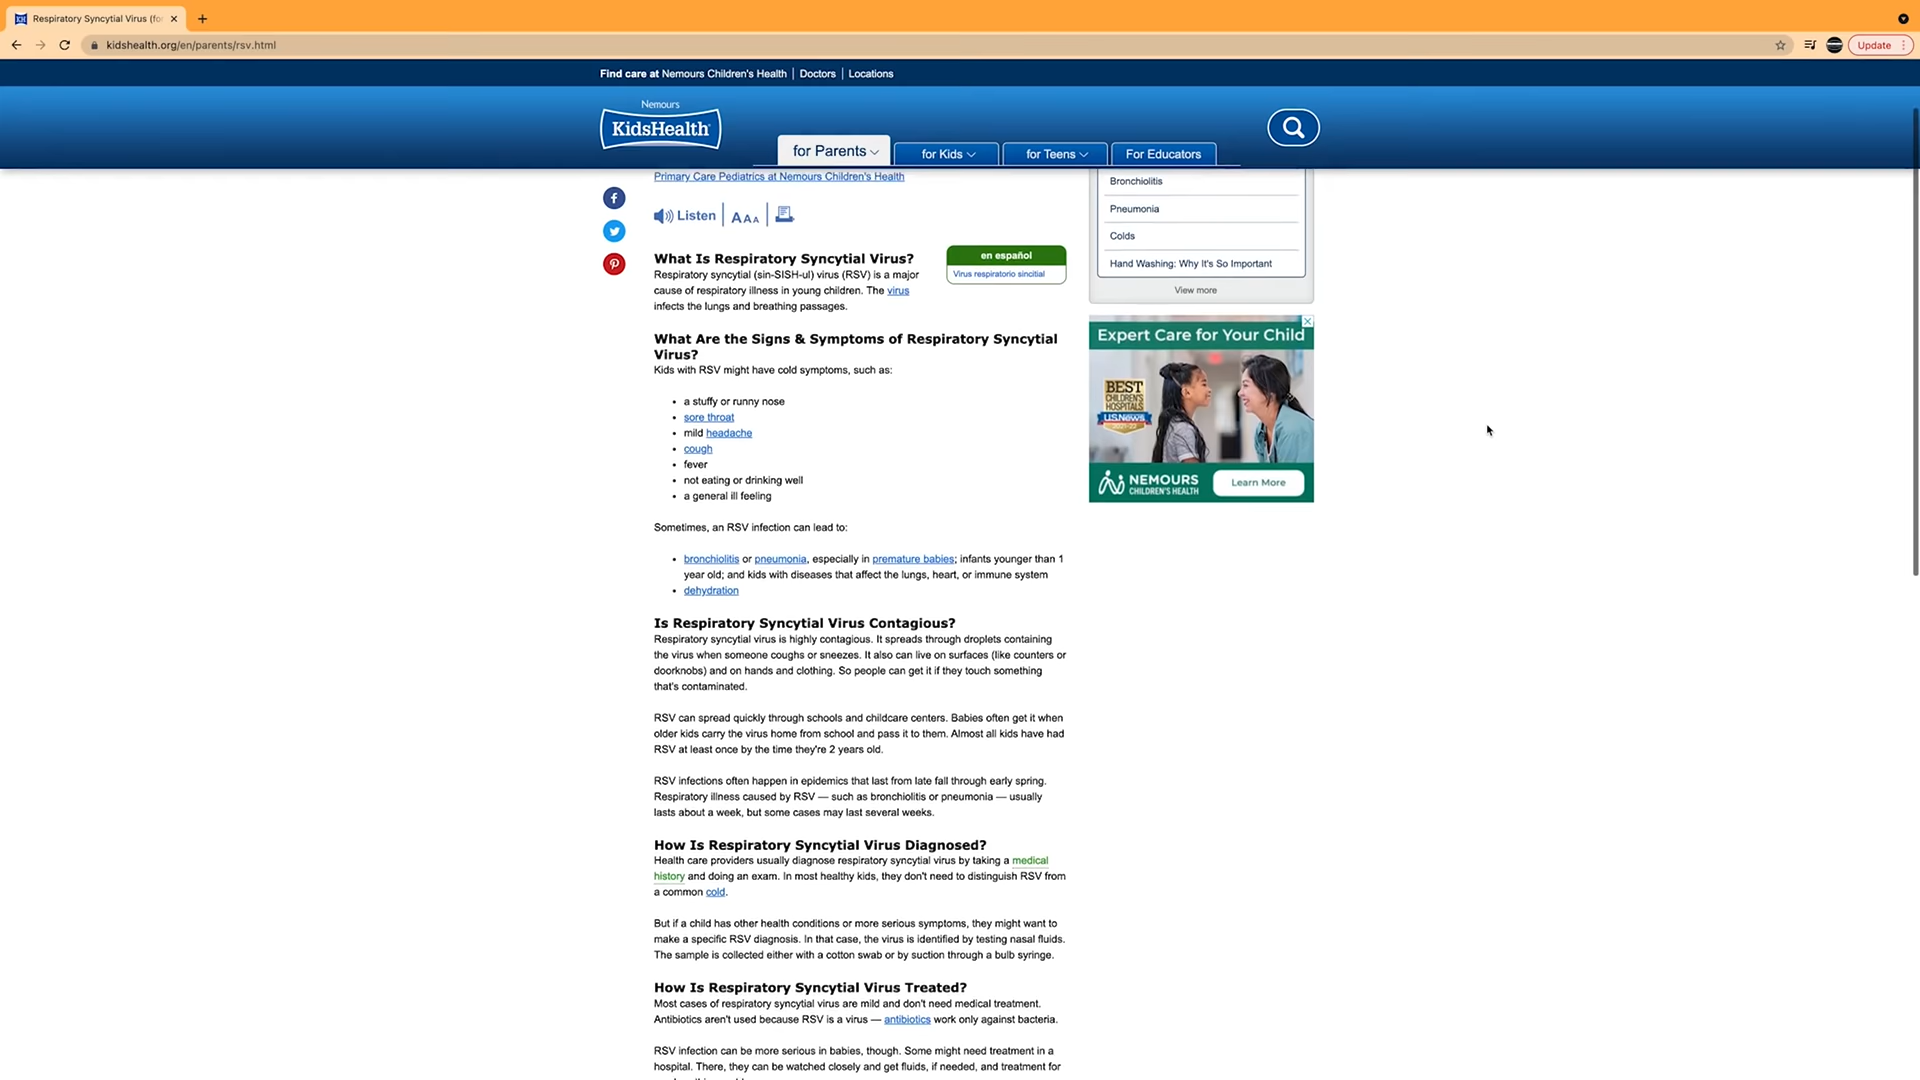 Respiratory Syncytial Virus (for
kidshealth.org/en/parents/rsv.html
Update
Find care at Nemours Children's Health | Doctors | Locations
Nemours
KidsHealth
for Parents
for Kids
for Teens
For Educators
Primary Care Pediatrics at Nemours Children's Health
Listen
AAA
What Is Respiratory Syncytial Virus?
Respiratory syncytial (sin-SISH-ul) virus (RSV) is a major
cause of respiratory illness in young children. The virus
infects the lungs and breathing passages.
en español
Virus respiratorio sincitial
What Are the Signs & Symptoms of Respiratory Syncytial
Virus?
Kids with RSV might have cold symptoms, such as:
• a stuffy or runny nose
• sore throat
• mild headache
• cough
• fever
• not eating or drinking well
• a general ill feeling
Sometimes, an RSV infection can lead to:
• bronchiolitis or pneumonia, especially in premature babies; infants younger than 1
year old; and kids with diseases that affect the lungs, heart, or immune system
• dehydration
Is Respiratory Syncytial Virus Contagious?
Respiratory syncytial virus is highly contagious. It spreads through droplets containing
the virus when someone coughs or sneezes. It also can live on surfaces (like counters or
doorknobs) and on hands and clothing. So people can get it if they touch something
that's contaminated.
RSV can spread quickly through schools and childcare centers. Babies often get it when
older kids carry the virus home from school and pass it to them. Almost all kids have had
RSV at least once by the time they're 2 years old.
RSV infections often happen in epidemics that last from late fall through early spring.
Respiratory illness caused by RSV — such as bronchiolitis or pneumonia — usually
lasts about a week, but some cases may last several weeks.
How Is Respiratory Syncytial Virus Diagnosed?
Health care providers usually diagnose respiratory syncytial virus by taking a medical
history and doing an exam. In most healthy kids, they don't need to distinguish RSV from
a common cold.
But if a child has other health conditions or more serious symptoms, they might want to
make a specific RSV diagnosis. In that case, the virus is identified by testing nasal fluids.
The sample is collected either with a cotton swab or by suction through a bulb syringe.
How Is Respiratory Syncytial Virus Treated?
Most cases of respiratory syncytial virus are mild and don't need medical treatment.
Antibiotics aren't used because RSV is a virus — antibiotics work only against bacteria.
RSV infection can be more serious in babies, though. Some might need treatment in a
hospital. There, they can be watched closely and get fluids, if needed, and treatment for
Bronchiolitis
Pneumonia
Colds
Hand Washing: Why It's So Important
View more
Expert Care for Your Child
BEST
CHILDREN'S
HOSPITALS
U.S.News
2021-22
NEMOURS
CHILDREN'S HEALTH
Learn More